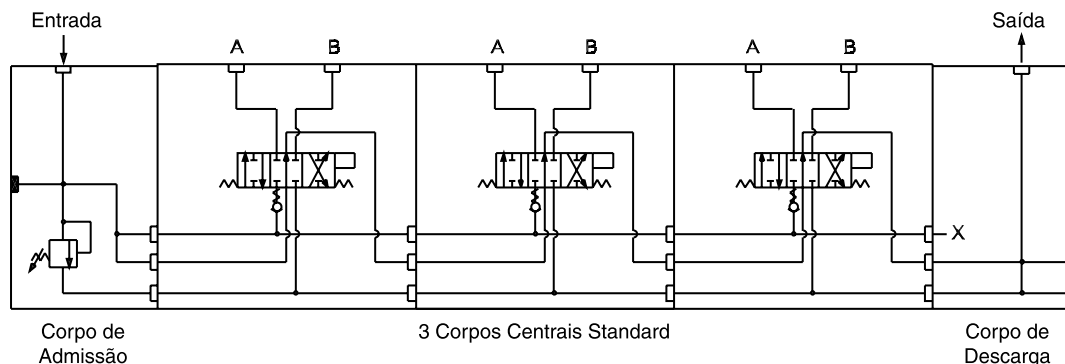 Entrada
Saída
A B A B A B
X
Corpo de
Admissão
3 Corpos Centrais Standard
Corpo de
Descarga